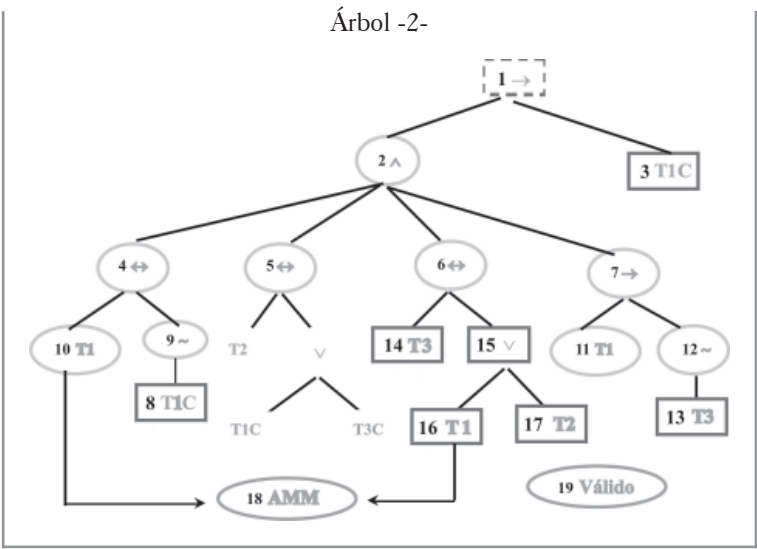 Árbol -2-
1 →
2 ∧
3 T1C
4 ↔
5 ↔
6 ↔
7 →
10 T1
9 ~
T2
∨
14 T3
15 ∨
11 T1
12 ~
8 T1C
13 T3
T1C
T3C
16 T1
17 T2
18 AMM
19 Válido